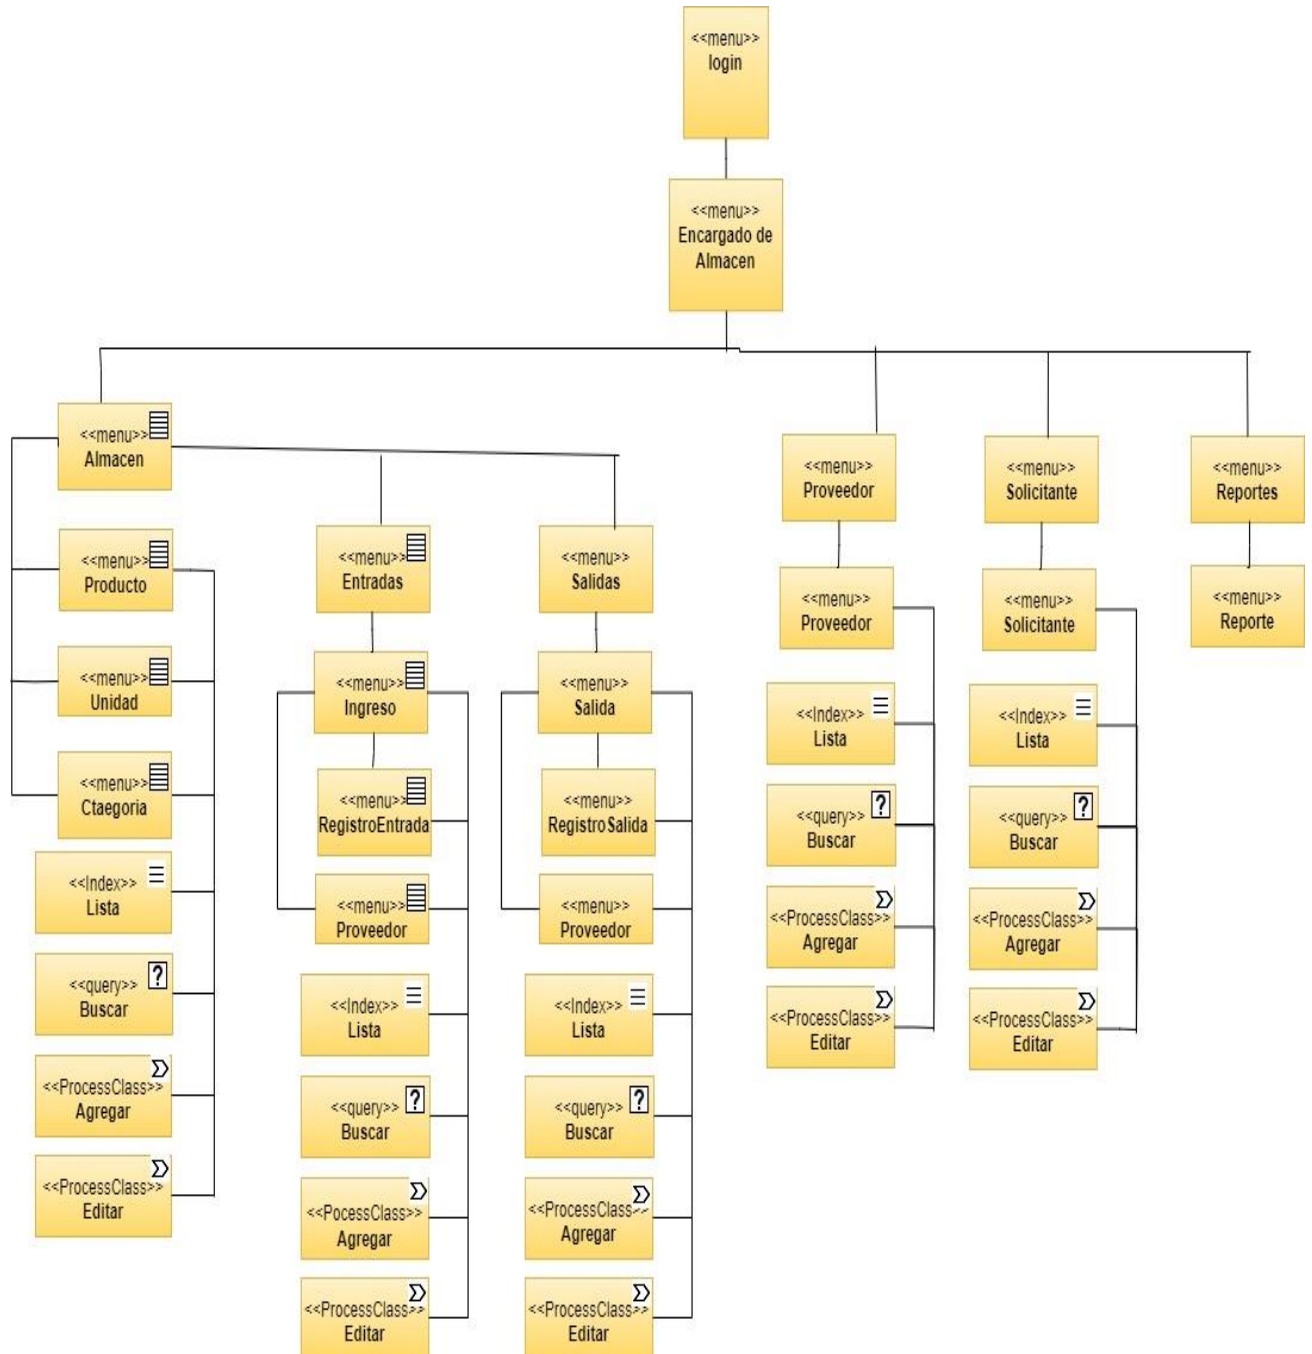 <<menu>>
login
<<menu>>
Encargado de
Almacen
<<menu>>
Almacen
<<menu>>
Producto
<<menu>>
Unidad
<<menu>>
Ctaegoria
<<Index>>
Lista
<<query>>
Buscar
<<ProcessClass>>
Agregar
<<ProcessClass>>
Editar
<<menu>>
Entradas
<<menu>>
Ingreso
<<menu>>
RegistroEntrada
<<menu>>
Proveedor
<<Index>>
Lista
<<query>>
Buscar
<<PocessClass>>
Agregar
<<ProcessClass>>
Editar
<<menu>>
Salidas
<<menu>>
Salida
<<menu>>
RegistroSalida
<<menu>>
Proveedor
<<Index>>
Lista
<<query>>
Buscar
<<ProcessClass>>
Agregar
<<ProcessClass>>
Editar
<<menu>>
Proveedor
<<menu>>
Proveedor
<<Index>>
Lista
<<query>>
Buscar
<<ProcessClass>>
Agregar
<<ProcessClass>>
Editar
<<menu>>
Solicitante
<<menu>>
Solicitante
<<Index>>
Lista
<<query>>
Buscar
<<ProcessClass>>
Agregar
<<ProcessClass>>
Editar
<<menu>>
Reportes
<<menu>>
Reporte